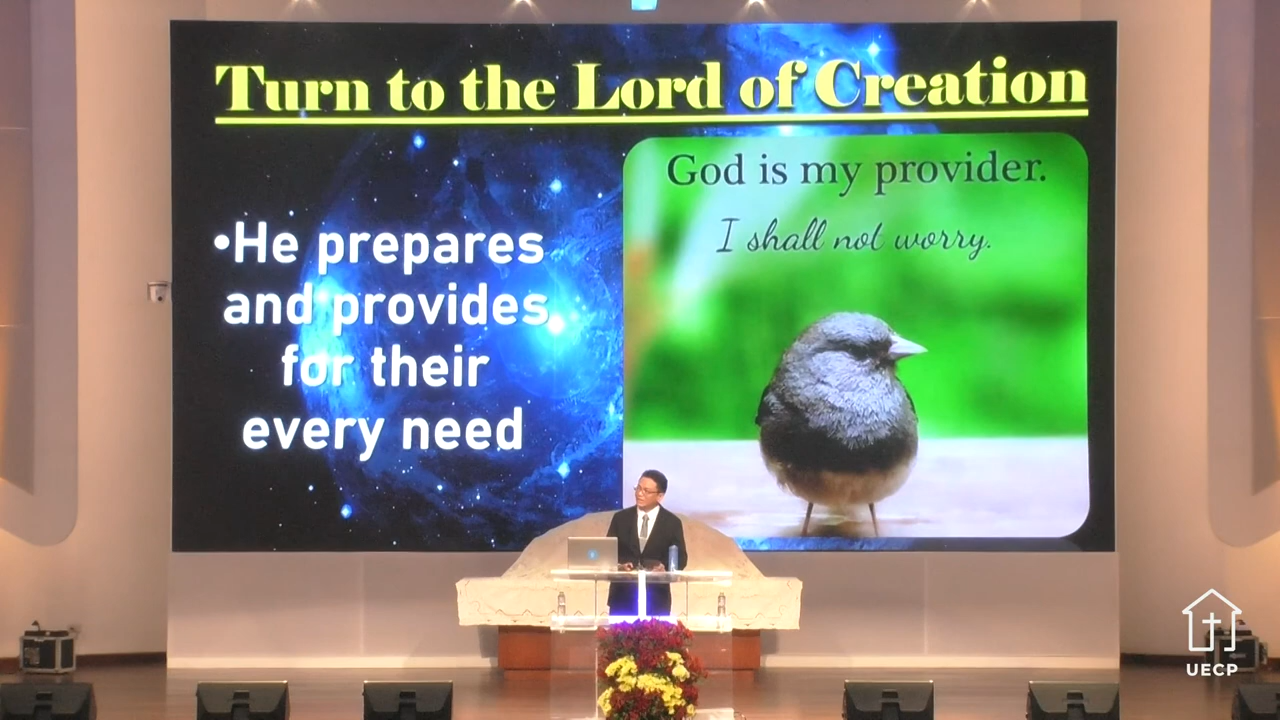 Turn to the Lord of Creation
•He prepares
and provides
for their
every need
God is my provider.
I shall not worry.
UECP